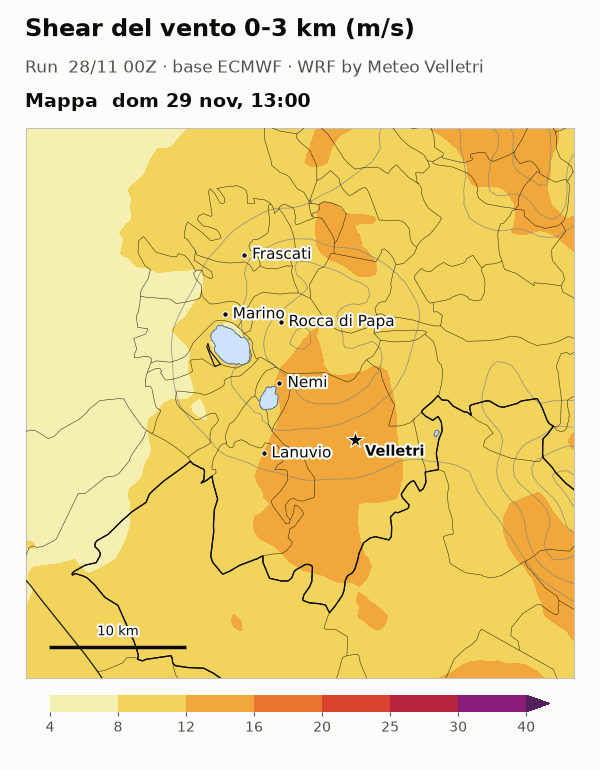 Shear del vento 0-3 km (m/s)
Run  28/11 00Z · base ECMWF · WRF by Meteo Velletri
Mappa  dom 29 nov, 13:00
Frascati
Marino
Rocca di Papa
Nemi
Velletri
Lanuvio
10 km
4 8 12 16 20 25 30 40